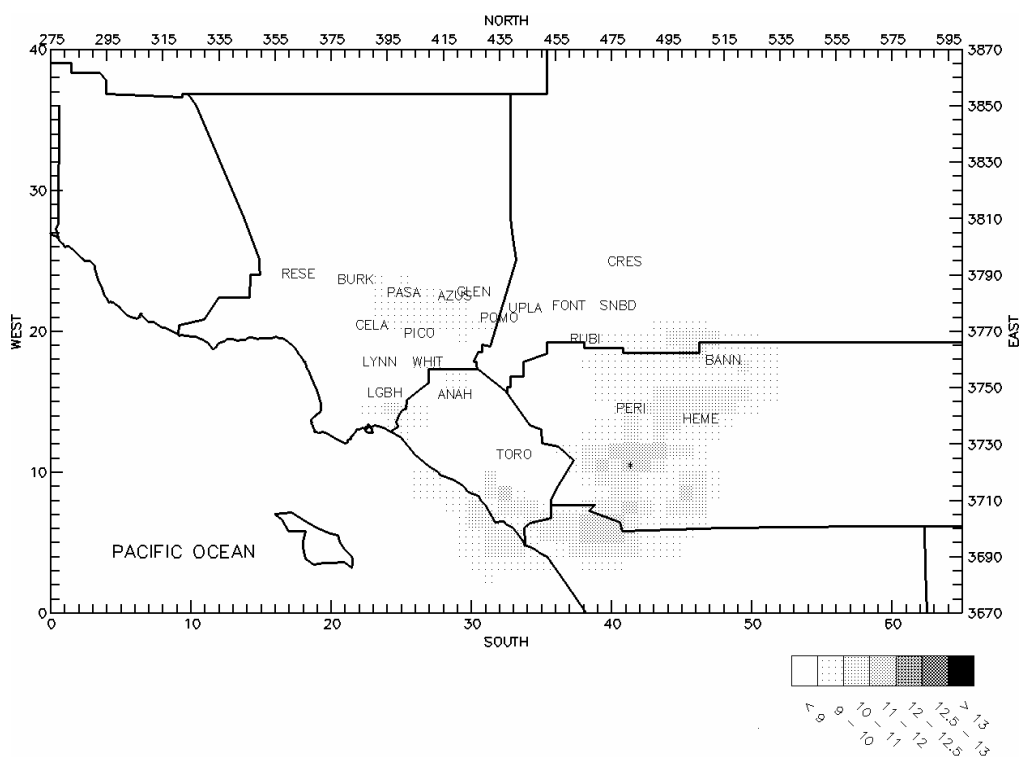 NORTH
275 295 315 335 355 375 395 415 435 455 475 495 515 535 555 575 595
40 3870
3850
3830
30
3810
CRES
RESE BURK 3790
PASA AZUS GLEN
UPLA FONT SNBD
POMO
CELA PICO
WEST 20 3770 EAST
RUBI
LYNN WHIT BANN
LGBH ANAH 3750
PERI
HEME
3730
TORO
10 *
3710
PACIFIC OCEAN 3690
0 3670
0 10 20 30 40 50 60
SOUTH
< 9
9 - 10
10 - 11
11 - 12
12 - 12.5
12.5 - 13
> 13